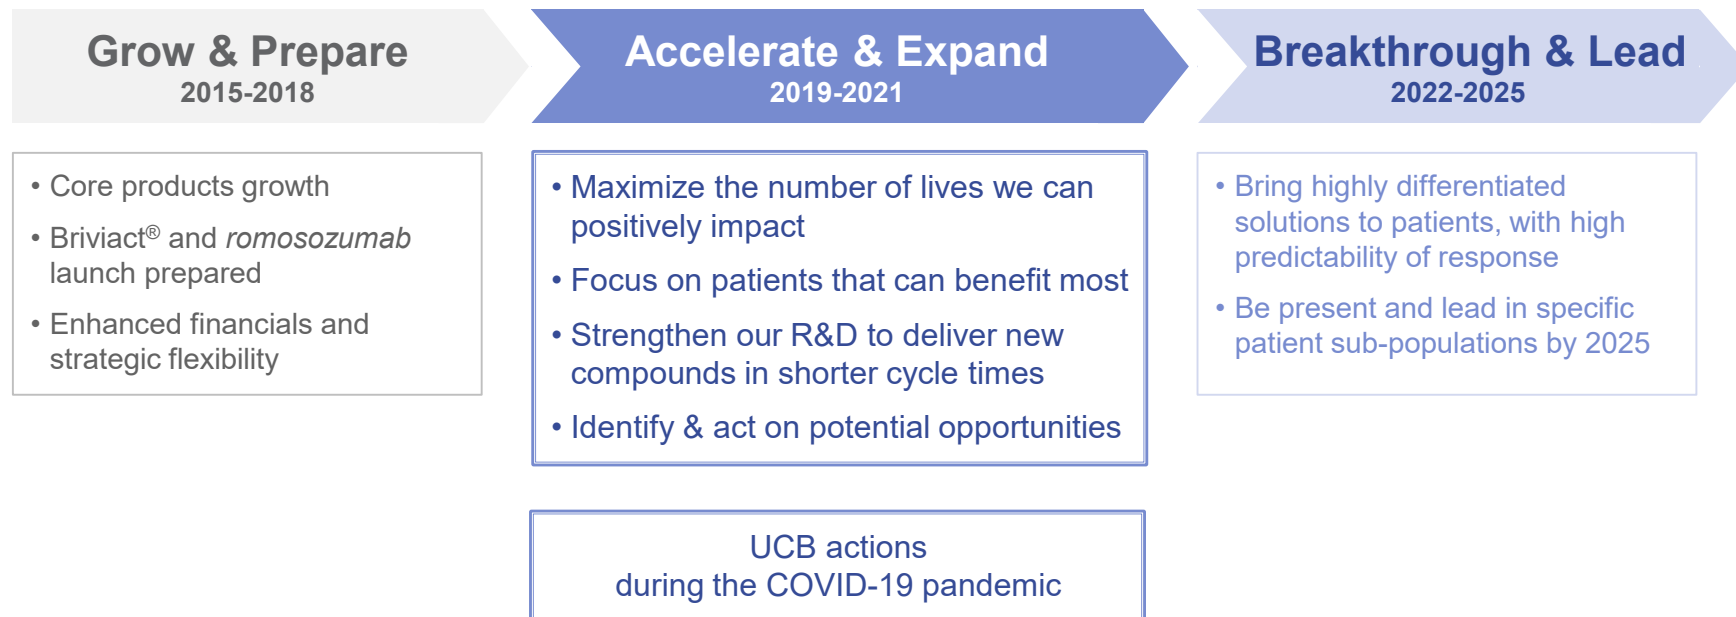 Grow & Prepare
2015-2018
• Core products growth
• Briviact® and romosozumab
launch prepared
• Enhanced financials and
strategic flexibility
Accelerate & Expand
2019-2021
• Maximize the number of lives we can
positively impact
• Focus on patients that can benefit most
• Strengthen our R&D to deliver new
compounds in shorter cycle times
• Identify & act on potential opportunities
UCB actions
during the COVID-19 pandemic
Breakthrough & Lead
2022-2025
• Bring highly differentiated
solutions to patients, with high
predictability of response
• Be present and lead in specific
patient sub-populations by 2025